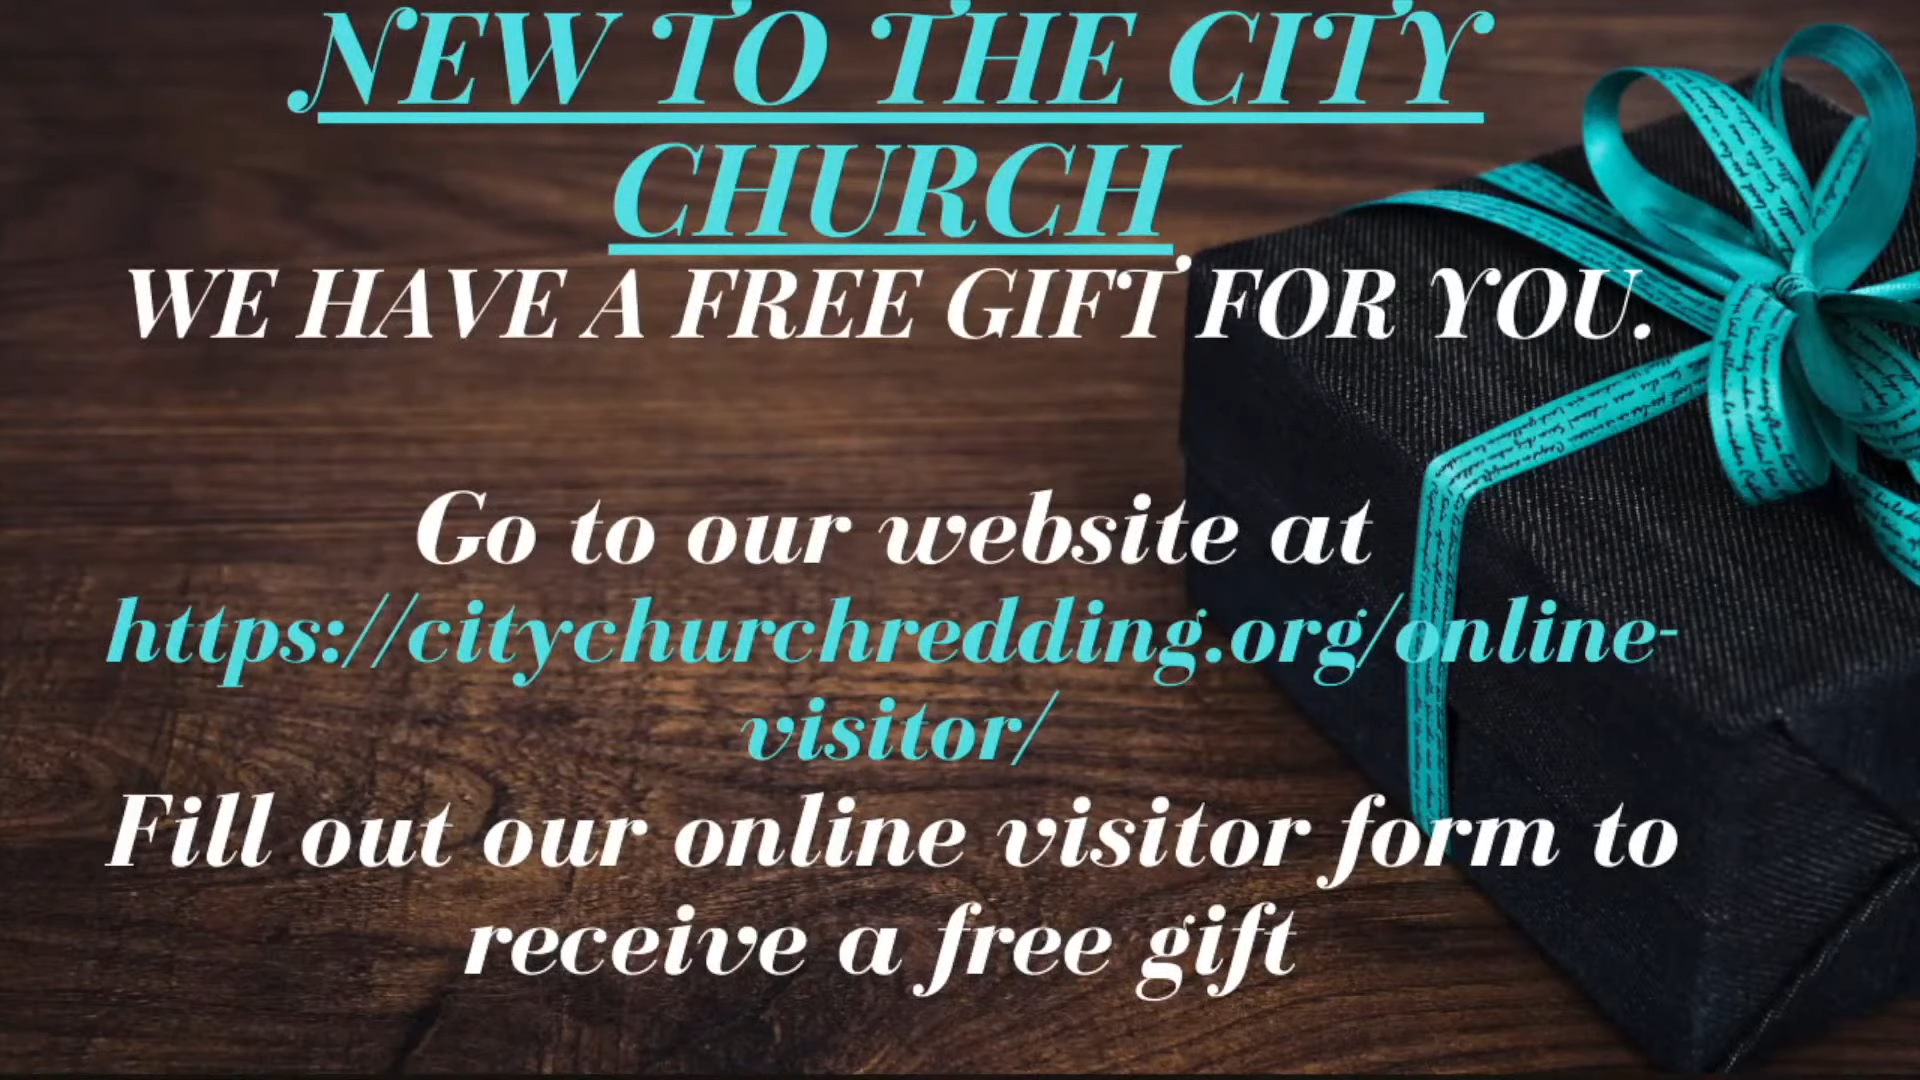 NEW TO THE CITY
CHURCH
WE HAVE A FREE GIFT FOR YOU.
Go to our website at
https://citychurchredding.org/online-
visitor/
Fill out our online visitor form to
receive a free gift